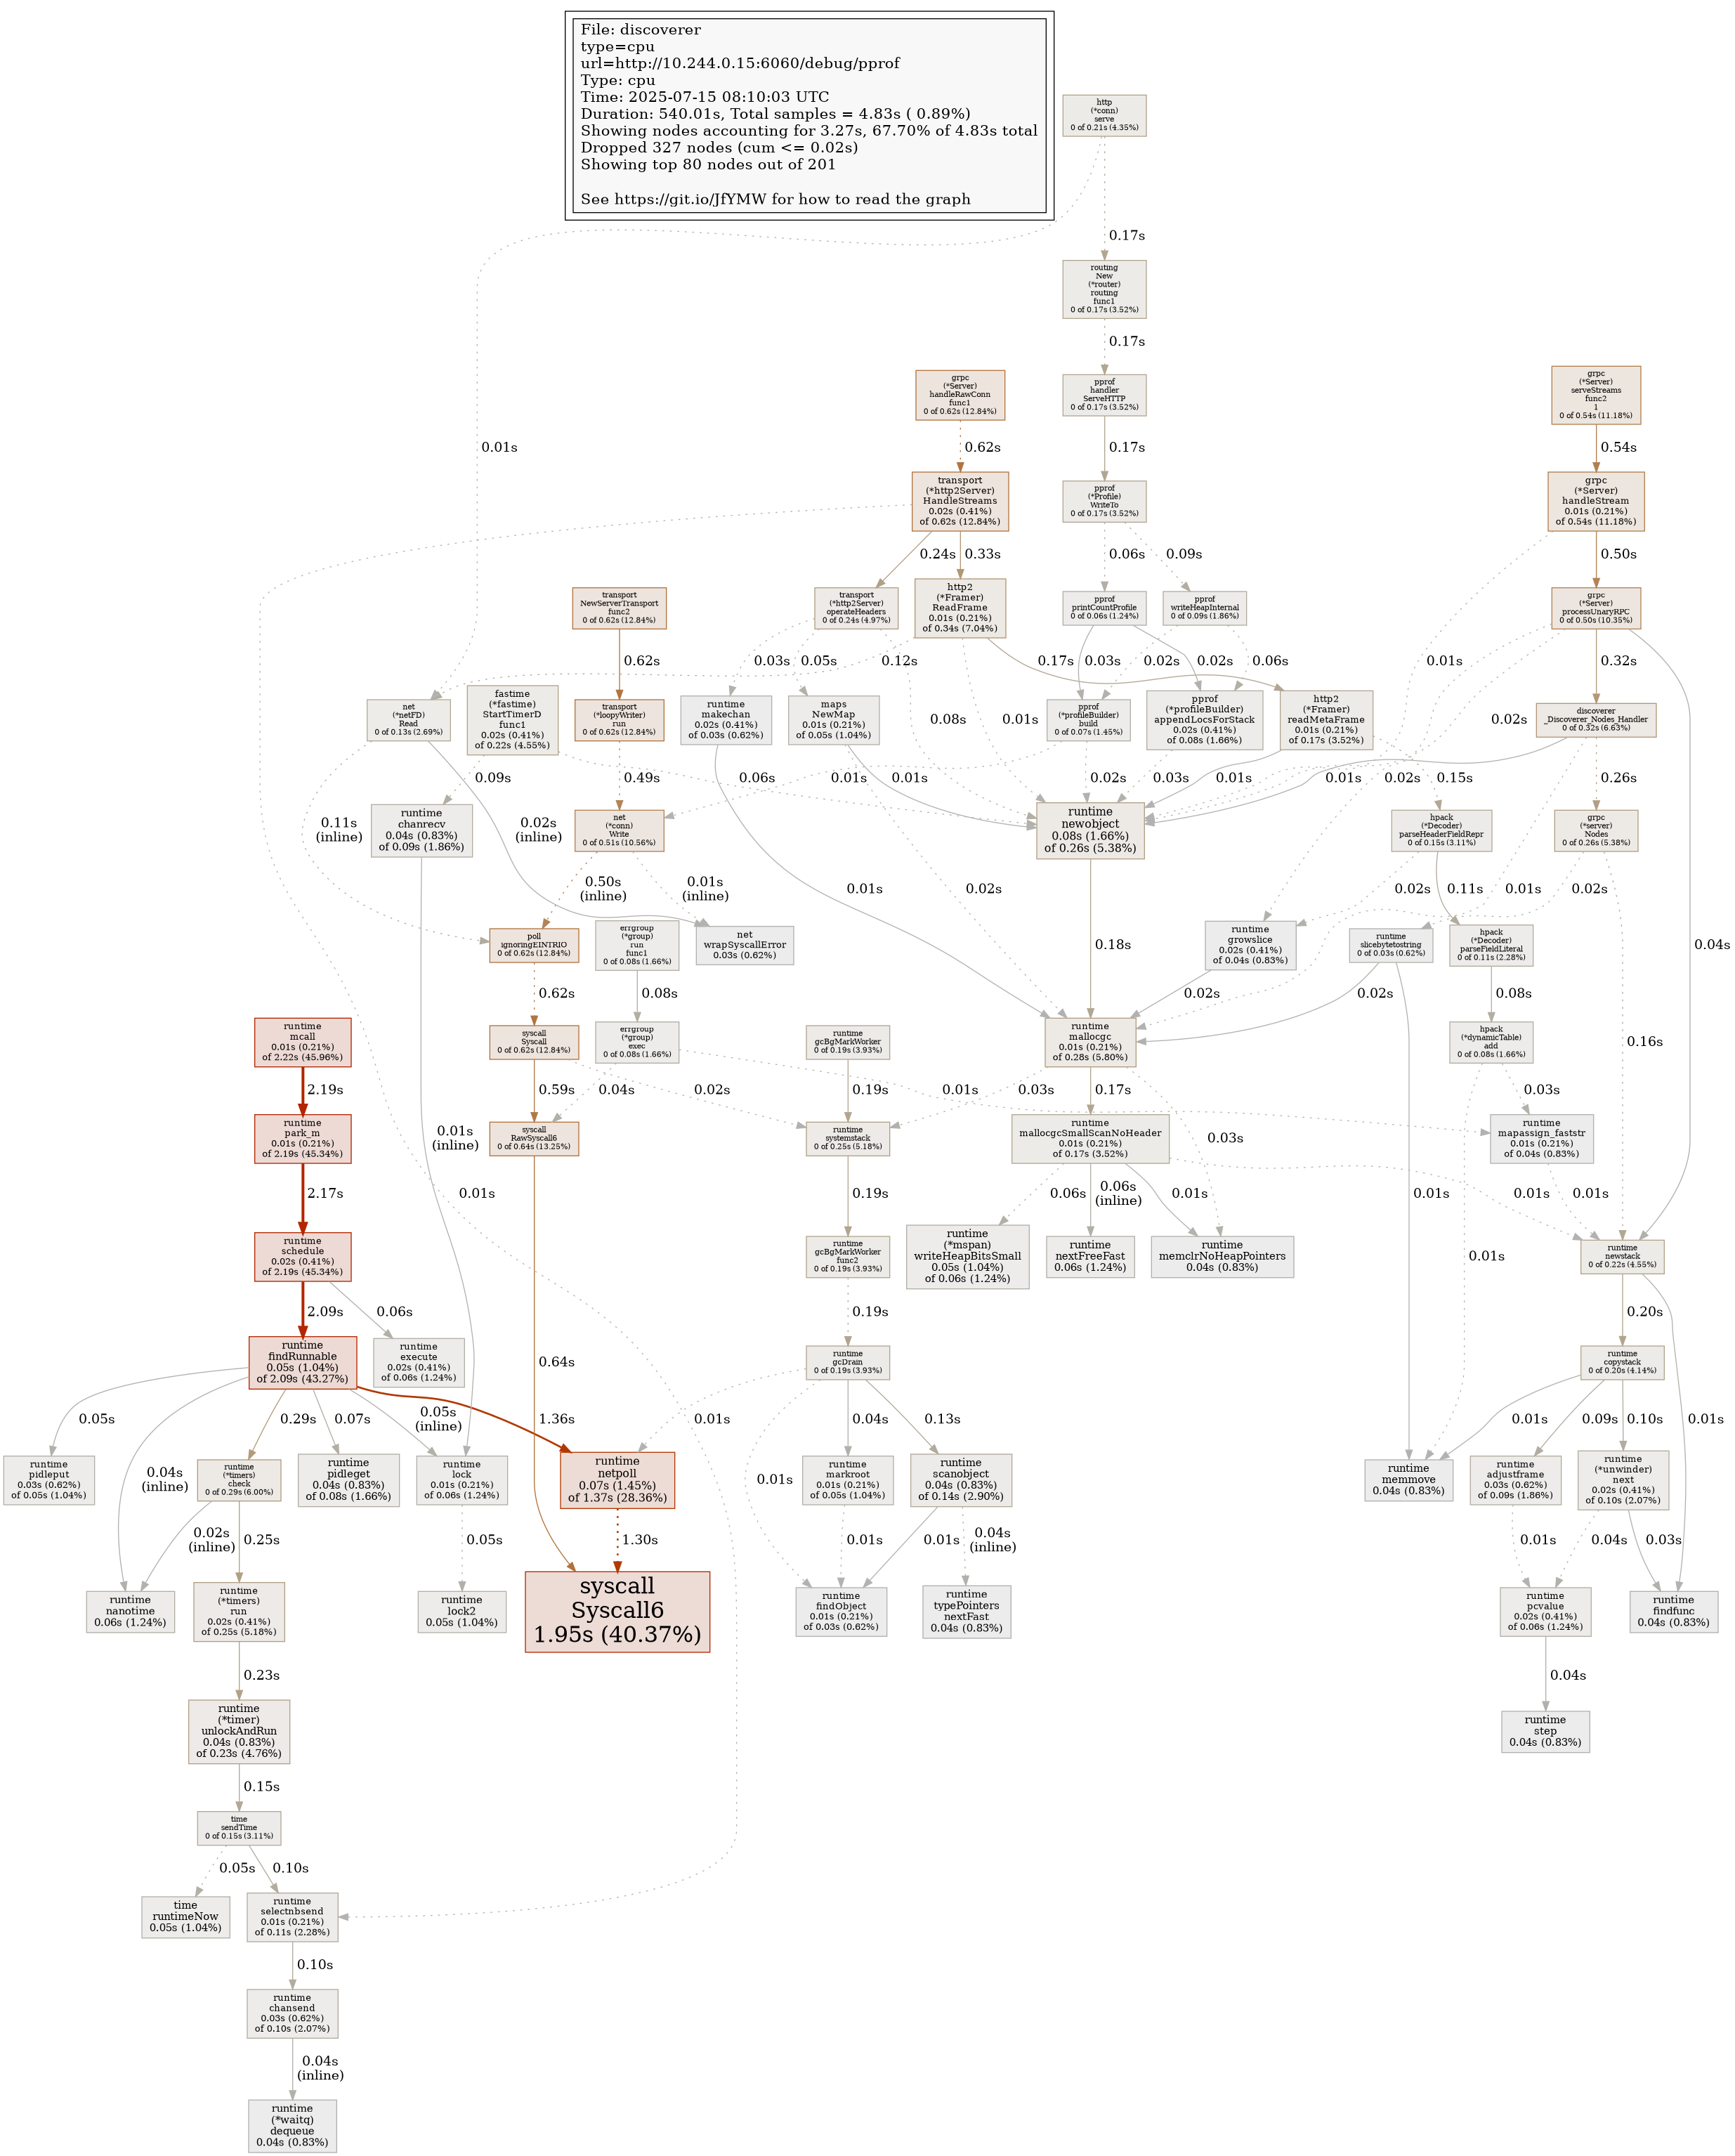 File: discoverer
type=cpu
url=http://10.244.0.15:6060/debug/pprof
Type: cpu
Time: 2025-07-15 08:10:03 UTC
Duration: 540.01s, Total samples = 4.83s ( 0.89%)
Showing nodes accounting for 3.27s, 67.70% of 4.83s total
Dropped 327 nodes (cum <= 0.02s)
Showing top 80 nodes out of 201
See https://git.io/JfYMW for how to read the graph
http
(*conn)
serve
0 of 0.21s (4.35%)
0.17s
routing
New
(*router)
routing
func1
0 of 0.17s (3.52%)
0.01s
0.17s
grpc
(*Server)
handleRawConn
func1
0 of 0.62s (12.84%)
pprof
handler
ServeHTTP
0 of 0.17s (3.52%)
grpc
(*Server)
serveStreams
func2
1
0 of 0.54s (11.18%)
0.62s
0.17s
0.54s
transport
(*http2Server)
HandleStreams
0.02s (0.41%)
of 0.62s (12.84%)
pprof
(*Profile)
WriteTo
0 of 0.17s (3.52%)
grpc
(*Server)
handleStream
0.01s (0.21%)
of 0.54s (11.18%)
0.24s
0.33s
0.06s
0.09s
0.50s
transport
NewServerTransport
func2
0 of 0.62s (12.84%)
transport
(*http2Server)
operateHeaders
0 of 0.24s (4.97%)
http2
(*Framer)
ReadFrame
0.01s (0.21%)
of 0.34s (7.04%)
pprof
printCountProfile
0 of 0.06s (1.24%)
pprof
writeHeapInternal
0 of 0.09s (1.86%)
grpc
(*Server)
processUnaryRPC
0 of 0.50s (10.35%)
0.62s
0.03s
0.05s
0.12s
0.17s
0.03s
0.02s
0.02s
0.06s
0.01s
0.32s
net
(*netFD)
Read
0 of 0.13s (2.69%)
fastime
(*fastime)
StartTimerD
func1
0.02s (0.41%)
of 0.22s (4.55%)
transport
(*loopyWriter)
run
0 of 0.62s (12.84%)
runtime
makechan
0.02s (0.41%)
of 0.03s (0.62%)
maps
NewMap
0.01s (0.21%)
of 0.05s (1.04%)
0.08s
0.01s
pprof
(*profileBuilder)
build
0 of 0.07s (1.45%)
pprof
(*profileBuilder)
appendLocsForStack
0.02s (0.41%)
of 0.08s (1.66%)
http2
(*Framer)
readMetaFrame
0.01s (0.21%)
of 0.17s (3.52%)
0.02s
discoverer
_Discoverer_Nodes_Handler
0 of 0.32s (6.63%)
0.09s
0.06s
0.49s
0.01s
0.01s
0.02s
0.03s
0.01s
0.01s
0.02s
0.15s
0.26s
0.11s
(inline)
runtime
chanrecv
0.04s (0.83%)
of 0.09s (1.86%)
0.02s
(inline)
net
(*conn)
Write
0 of 0.51s (10.56%)
runtime
newobject
0.08s (1.66%)
of 0.26s (5.38%)
hpack
(*Decoder)
parseHeaderFieldRepr
0 of 0.15s (3.11%)
grpc
(*server)
Nodes
0 of 0.26s (5.38%)
0.50s
(inline)
0.01s
(inline)
0.01s
0.02s
0.02s
0.11s
0.01s
0.02s
poll
ignoringEINTRIO
0 of 0.62s (12.84%)
errgroup
(*group)
run
func1
0 of 0.08s (1.66%)
net
wrapSyscallError
0.03s (0.62%)
0.18s
runtime
growslice
0.02s (0.41%)
of 0.04s (0.83%)
runtime
slicebytetostring
0 of 0.03s (0.62%)
hpack
(*Decoder)
parseFieldLiteral
0 of 0.11s (2.28%)
0.04s
0.62s
0.08s
0.02s
0.02s
0.08s
runtime
mcall
0.01s (0.21%)
of 2.22s (45.96%)
syscall
Syscall
0 of 0.62s (12.84%)
errgroup
(*group)
exec
0 of 0.08s (1.66%)
runtime
gcBgMarkWorker
0 of 0.19s (3.93%)
runtime
mallocgc
0.01s (0.21%)
of 0.28s (5.80%)
hpack
(*dynamicTable)
add
0 of 0.08s (1.66%)
0.16s
2.19s
0.59s
0.04s
0.02s
0.19s
0.01s
0.03s
0.17s
0.03s
runtime
park_m
0.01s (0.21%)
of 2.19s (45.34%)
0.01s
(inline)
syscall
RawSyscall6
0 of 0.64s (13.25%)
runtime
systemstack
0 of 0.25s (5.18%)
runtime
mallocgcSmallScanNoHeader
0.01s (0.21%)
of 0.17s (3.52%)
0.03s
runtime
mapassign_faststr
0.01s (0.21%)
of 0.04s (0.83%)
2.17s
0.01s
0.19s
0.06s
0.06s
(inline)
0.01s
0.01s
0.01s
0.01s
runtime
schedule
0.02s (0.41%)
of 2.19s (45.34%)
runtime
gcBgMarkWorker
func2
0 of 0.19s (3.93%)
runtime
(*mspan)
writeHeapBitsSmall
0.05s (1.04%)
of 0.06s (1.24%)
runtime
nextFreeFast
0.06s (1.24%)
runtime
memclrNoHeapPointers
0.04s (0.83%)
0.01s
runtime
newstack
0 of 0.22s (4.55%)
2.09s
0.06s
0.19s
0.20s
runtime
findRunnable
0.05s (1.04%)
of 2.09s (43.27%)
runtime
execute
0.02s (0.41%)
of 0.06s (1.24%)
0.64s
runtime
gcDrain
0 of 0.19s (3.93%)
runtime
copystack
0 of 0.20s (4.14%)
0.05s
0.29s
0.07s
0.05s
(inline)
1.36s
0.01s
0.04s
0.13s
0.01s
0.09s
0.10s
0.01s
runtime
pidleput
0.03s (0.62%)
of 0.05s (1.04%)
0.04s
(inline)
runtime
(*timers)
check
0 of 0.29s (6.00%)
runtime
pidleget
0.04s (0.83%)
of 0.08s (1.66%)
runtime
lock
0.01s (0.21%)
of 0.06s (1.24%)
runtime
netpoll
0.07s (1.45%)
of 1.37s (28.36%)
0.01s
runtime
markroot
0.01s (0.21%)
of 0.05s (1.04%)
runtime
scanobject
0.04s (0.83%)
of 0.14s (2.90%)
runtime
memmove
0.04s (0.83%)
runtime
adjustframe
0.03s (0.62%)
of 0.09s (1.86%)
runtime
(*unwinder)
next
0.02s (0.41%)
of 0.10s (2.07%)
0.02s
(inline)
0.25s
0.05s
1.30s
0.01s
0.01s
0.04s
(inline)
0.01s
0.04s
0.03s
runtime
nanotime
0.06s (1.24%)
runtime
(*timers)
run
0.02s (0.41%)
of 0.25s (5.18%)
runtime
lock2
0.05s (1.04%)
syscall
Syscall6
1.95s (40.37%)
runtime
findObject
0.01s (0.21%)
of 0.03s (0.62%)
runtime
typePointers
nextFast
0.04s (0.83%)
runtime
pcvalue
0.02s (0.41%)
of 0.06s (1.24%)
runtime
findfunc
0.04s (0.83%)
0.23s
0.04s
runtime
(*timer)
unlockAndRun
0.04s (0.83%)
of 0.23s (4.76%)
runtime
step
0.04s (0.83%)
0.15s
time
sendTime
0 of 0.15s (3.11%)
0.05s
0.10s
time
runtimeNow
0.05s (1.04%)
runtime
selectnbsend
0.01s (0.21%)
of 0.11s (2.28%)
0.10s
runtime
chansend
0.03s (0.62%)
of 0.10s (2.07%)
0.04s
(inline)
runtime
(*waitq)
dequeue
0.04s (0.83%)